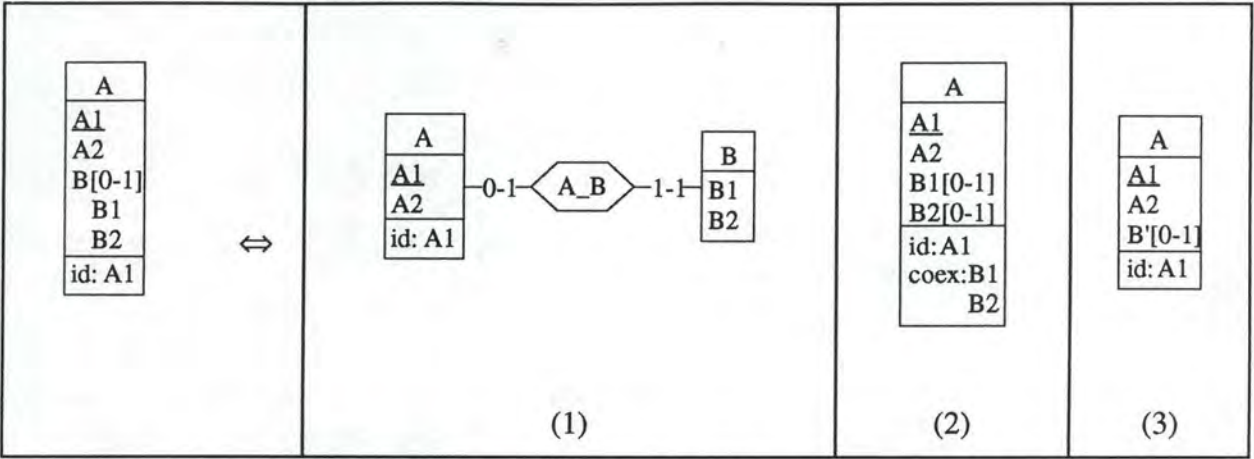 A
A1
A2
B[0-1]
B1
B2
id: A1
⇔
A
A1
A2
id: A1
0-1
A_B
1-1
B
B1
B2
(1)
A
A1
A2
B1[0-1]
B2[0-1]
id:A1
coex:B1
B2
(2)
A
A1
A2
B'[0-1]
id: A1
(3)